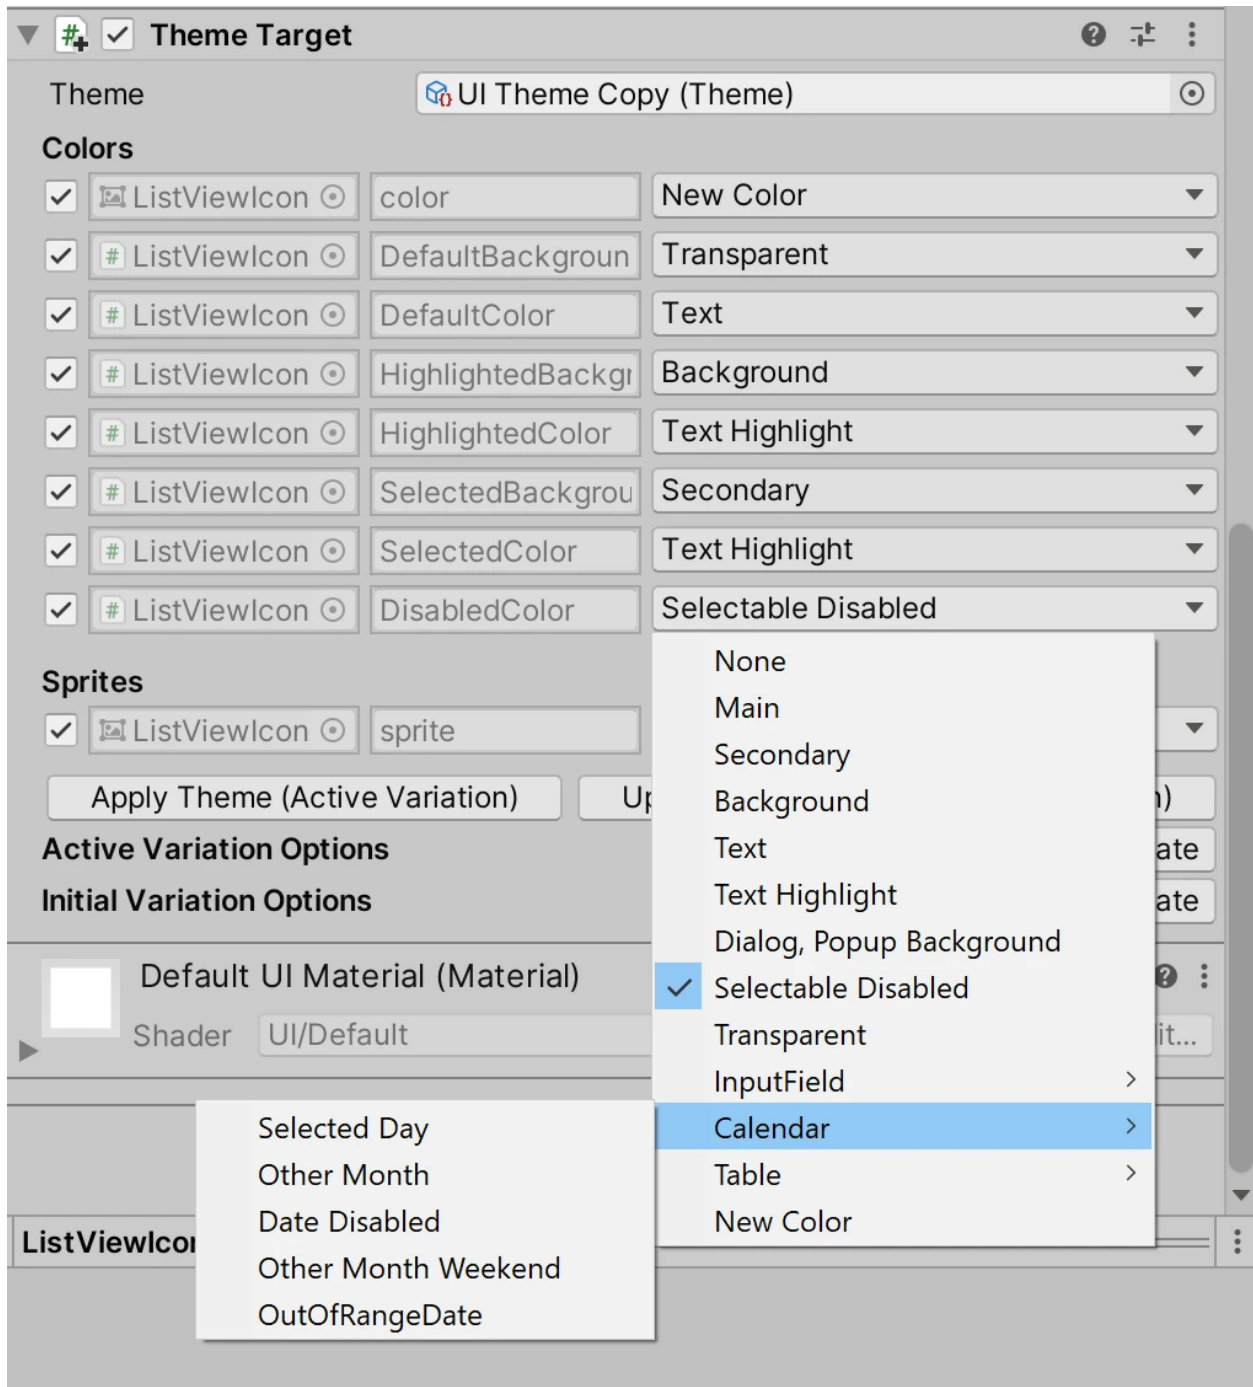 Theme Target
Theme UI Theme Copy (Theme)
Colors
ListViewIcon color New Color
# ListViewIcon DefaultBackgroun Transparent
# ListViewIcon DefaultColor Text
# ListViewIcon HighlightedBackgr Background
# ListViewIcon HighlightedColor Text Highlight
# ListViewIcon SelectedBackgrou Secondary
# ListViewIcon SelectedColor Text Highlight
# ListViewIcon DisabledColor Selectable Disabled
None
Main
Secondary
Background
Text
Text Highlight
Dialog, Popup Background
Selectable Disabled
Transparent
InputField
Calendar
Table
New Color
Sprites
ListViewIcon sprite
Apply Theme (Active Variation) Up
Active Variation Options ate
Initial Variation Options ate
Default UI Material (Material)
Shader UI/Default it...
Selected Day
Other Month
Date Disabled
Other Month Weekend
OutOfRangeDate
ListViewIcon